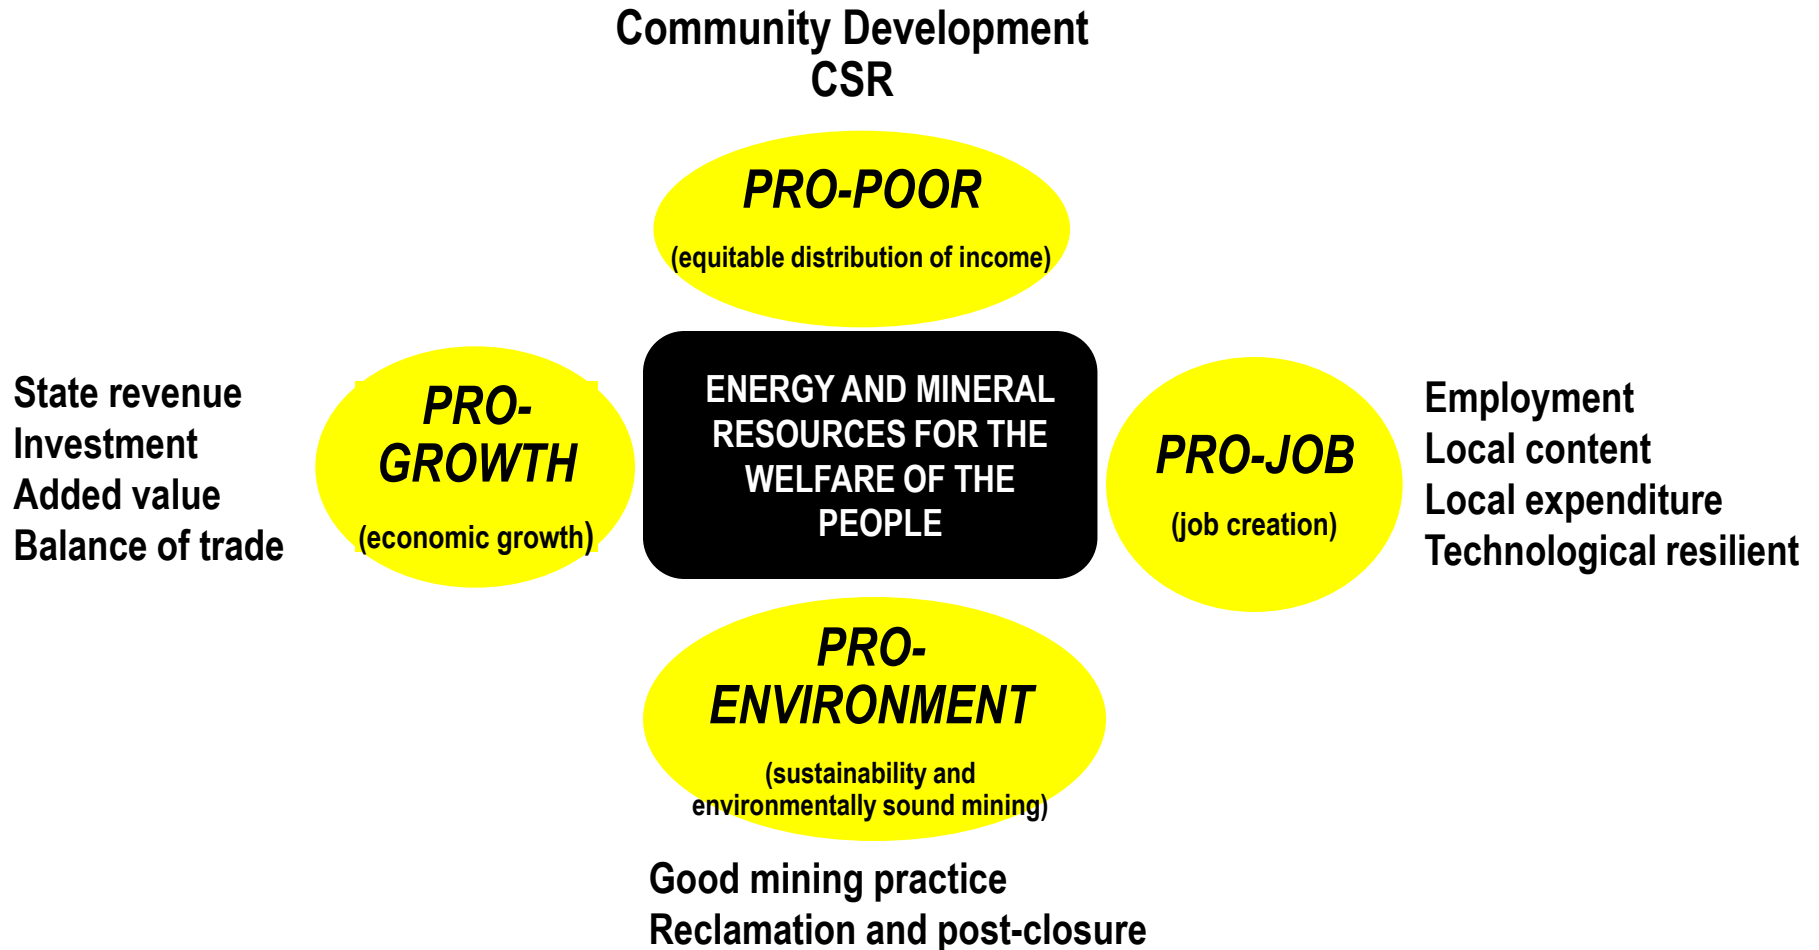 Community Development
CSR
PRO-POOR
(equitable distribution of income)
State revenue
Investment
Added value
Balance of trade
PRO-
GROWTH
(economic growth)
ENERGY AND MINERAL
RESOURCES FOR THE
WELFARE OF THE
PEOPLE
PRO-JOB
(job creation)
Employment
Local content
Local expenditure
Technological resilient
PRO-
ENVIRONMENT
(sustainability and
environmentally sound mining)
Good mining practice
Reclamation and post-closure